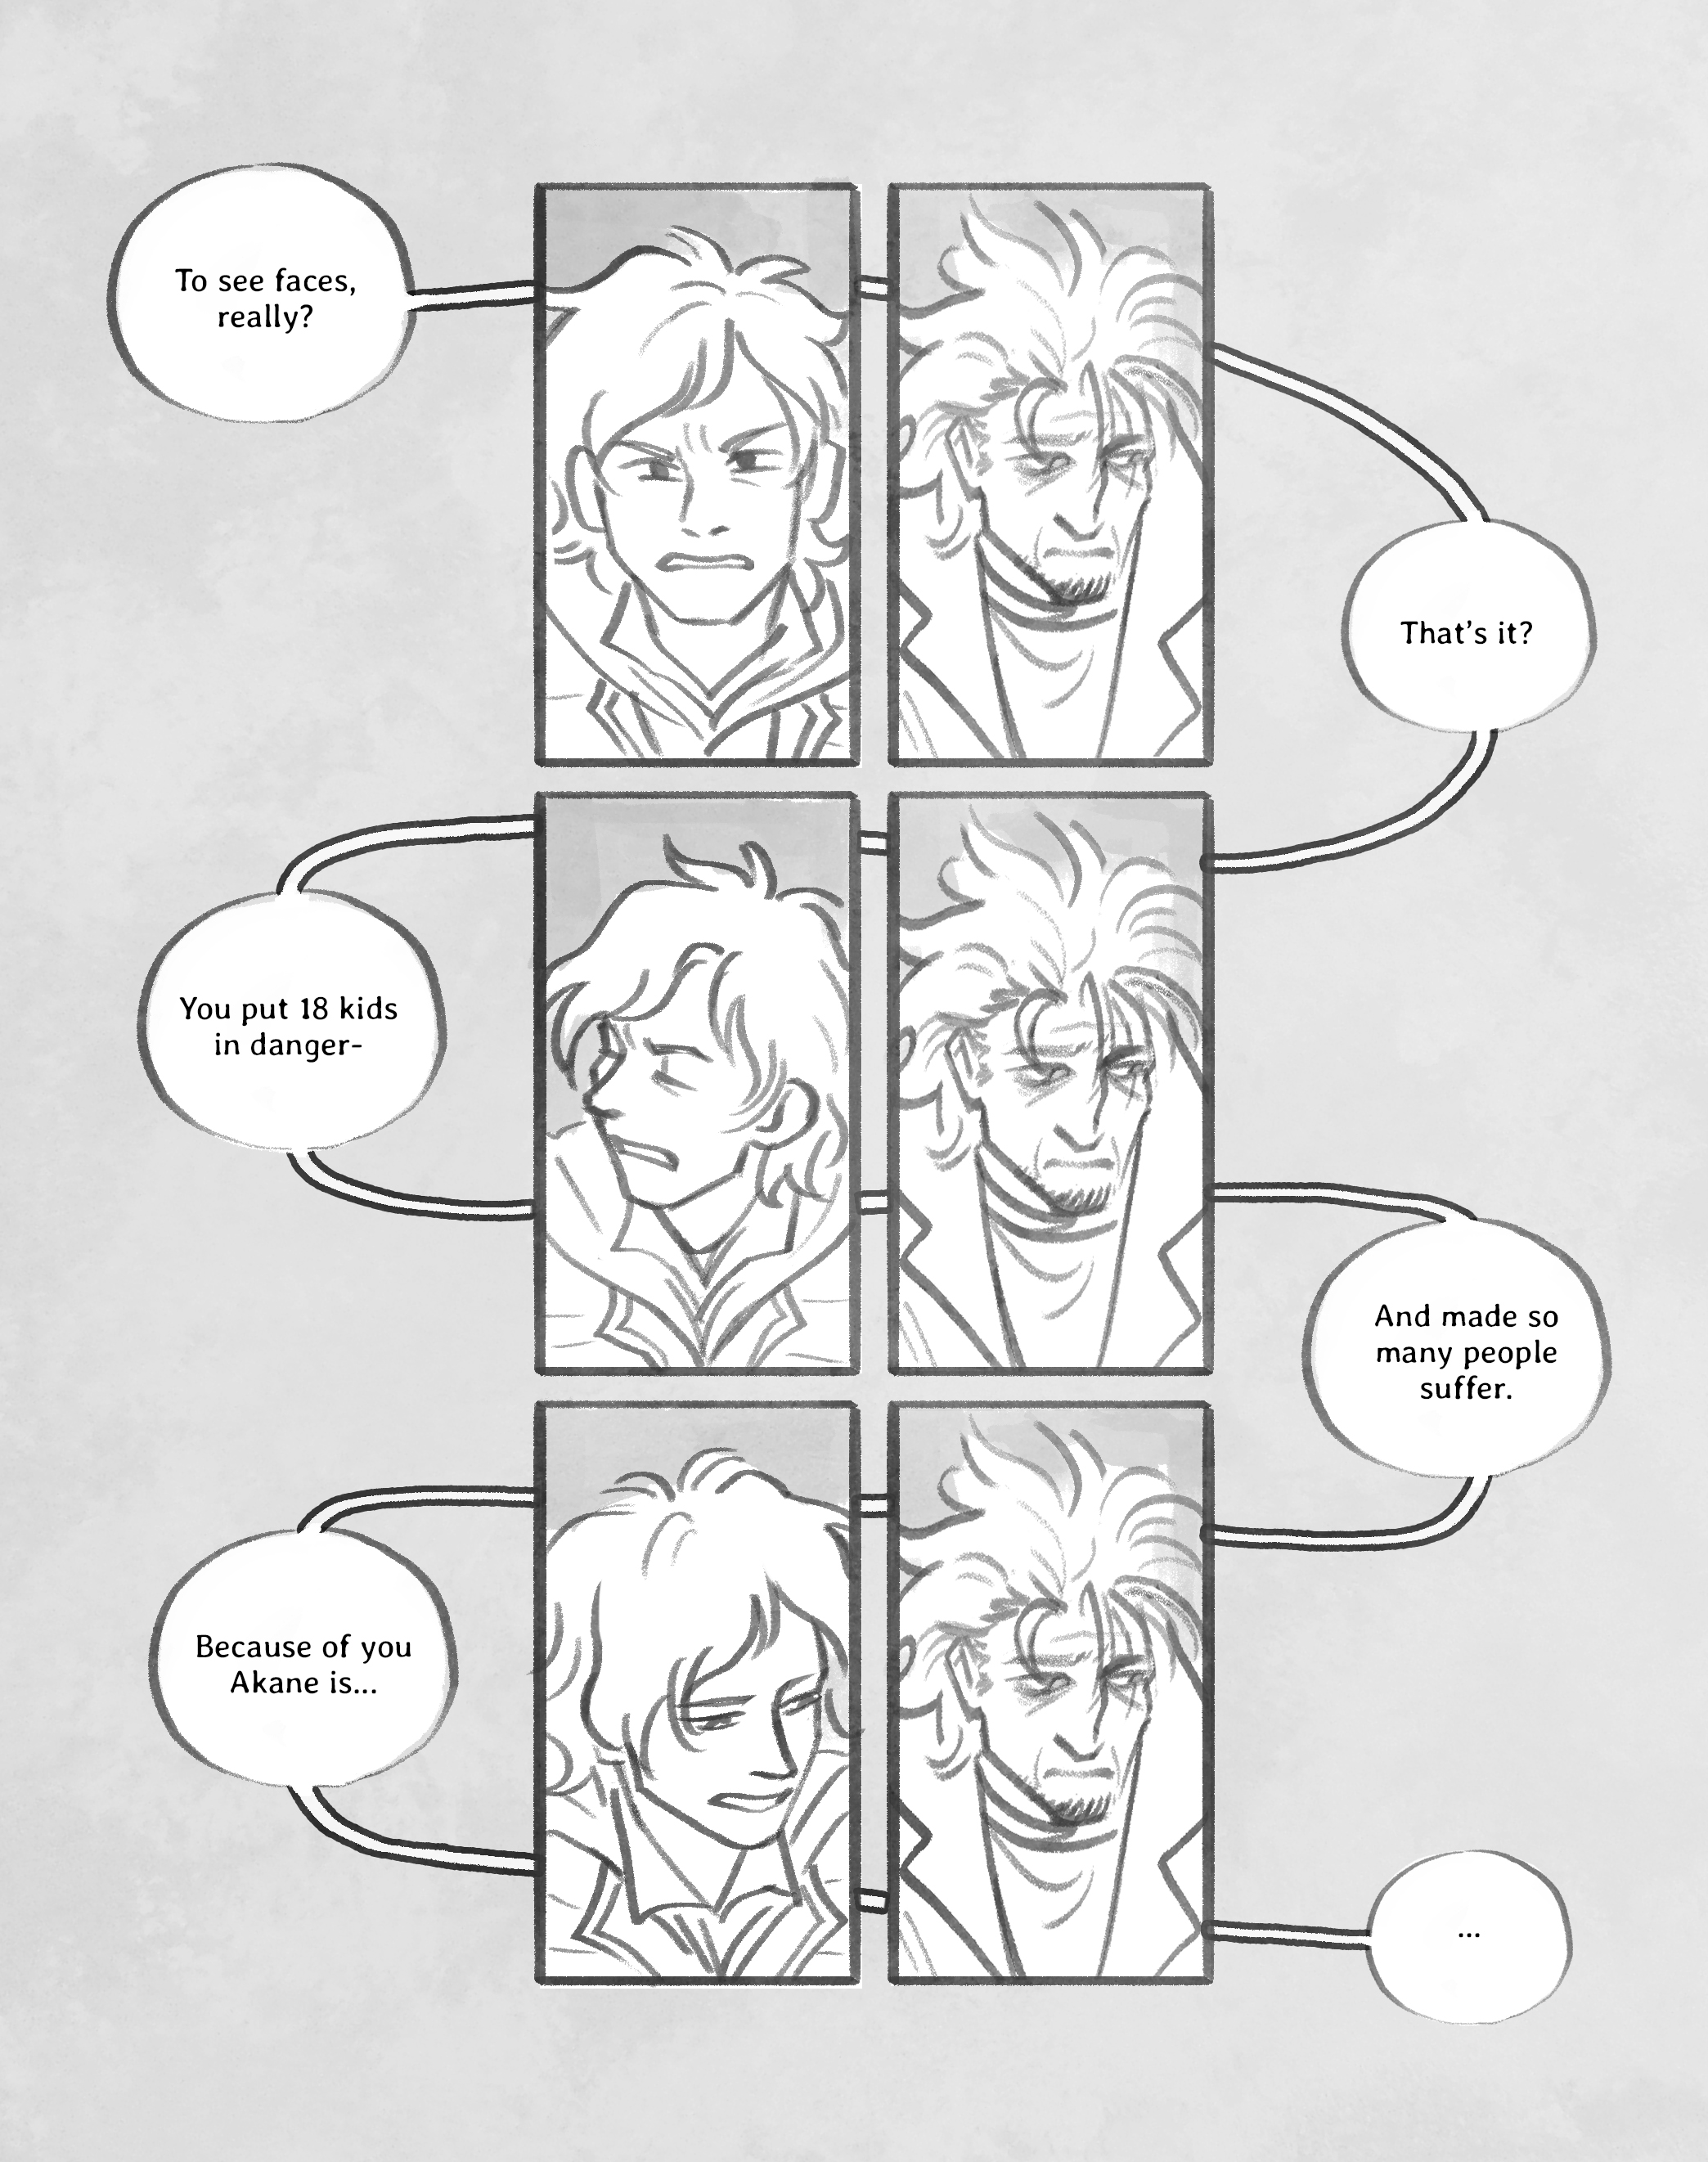 To see faces,
really?
That's it?
You put 18 kids
in danger-
And made so
many people
suffer.
Because of you
Akane is...
...